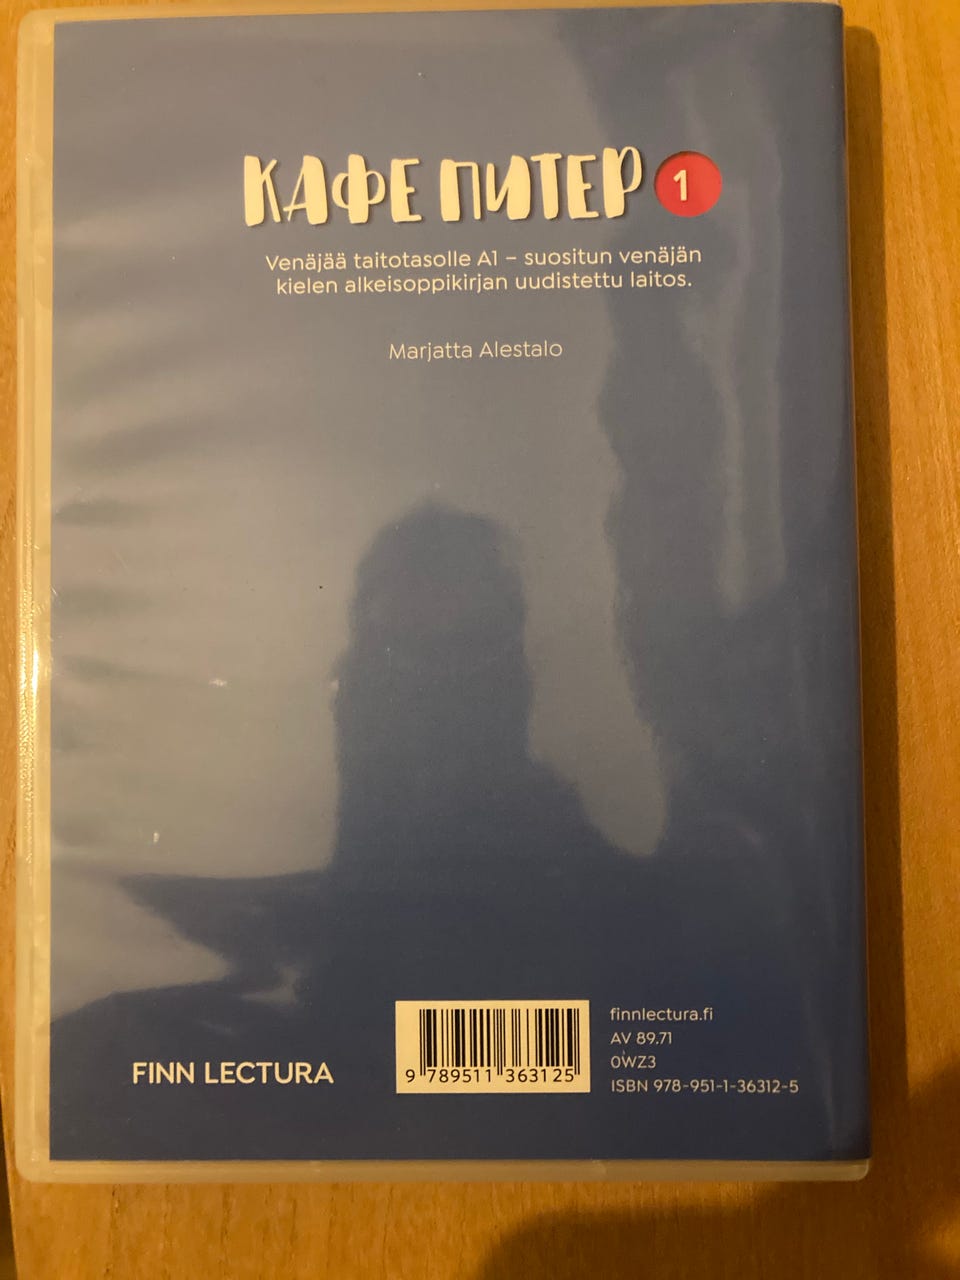 КАФЕ ПИТЕР 1
Venäjää taitotasolle A1 – suositun venäjän
kielen alkeisoppikirjan uudistettu laitos.
Marjatta Alestalo
FINN LECTURA
9 789511 363125
finnlectura.fi
AV 89.71
0WZ3
ISBN 978-951-1-36312-5